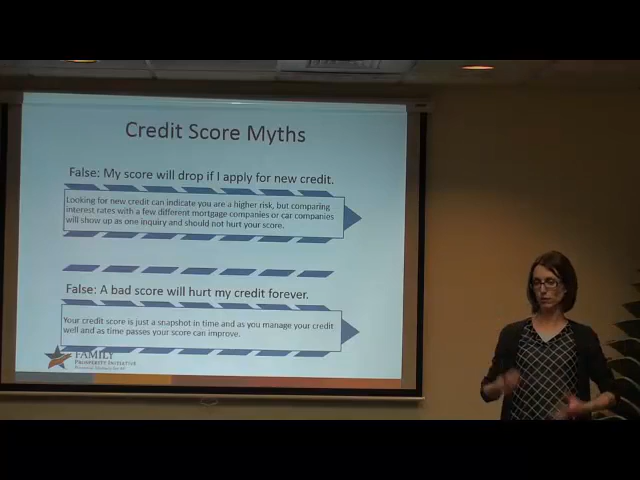 Credit Score Myths
False: My score will drop if I apply for new credit.
Looking for new credit can indicate you are a higher risk, but comparing
interest rates with a few different mortgage companies or car companies
will show up as one inquiry and should not hurt your score.
False: A bad score will hurt my credit forever.
Your credit score is just a snapshot in time and as you manage your credit
well and as time passes your score can improve.
FAMILY
PROSPERITY INITIATIVE